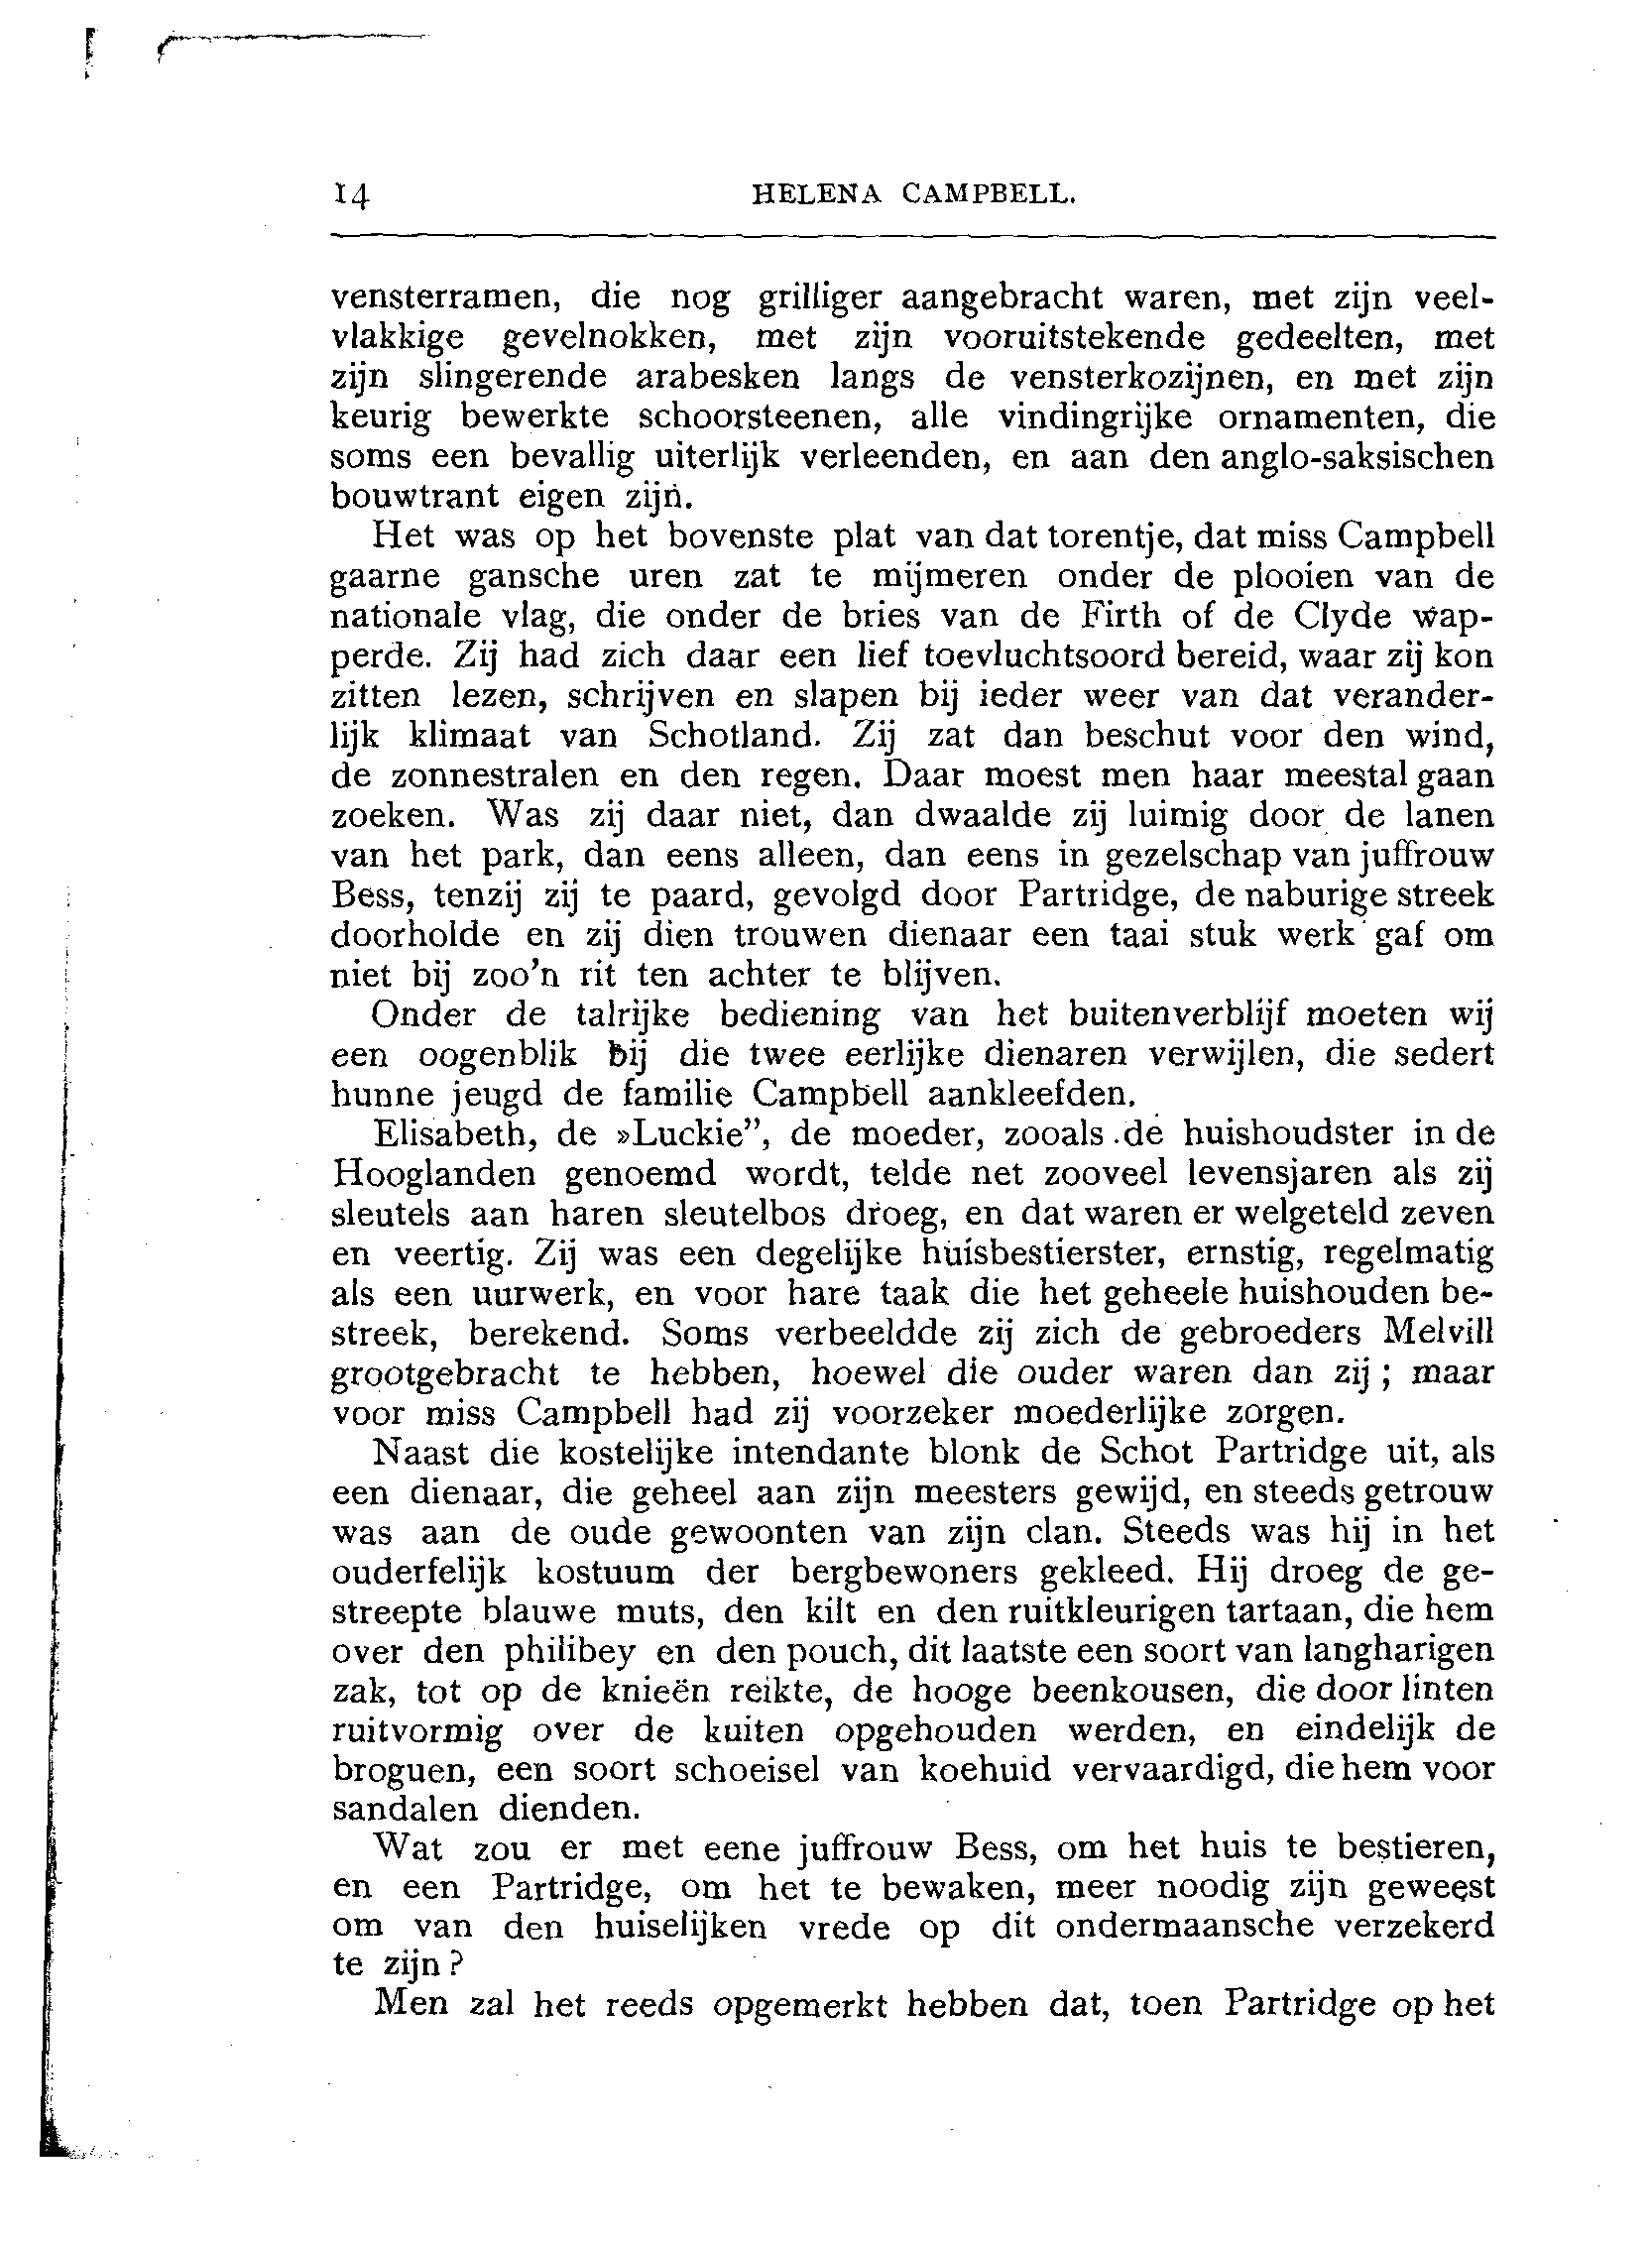 14 HELENA CAMPBELL.
vensterramen, die nog grilliger aangebracht waren, met zijn veel-
vlakkige gevelnokken, met zijn vooruitstekende gedeelten, met
zijn slingerende arabesken langs de vensterkozijnen, en met zijn
keurig bewerkte schoorsteenen, alle vindingrijke ornamenten, die
soms een bevallig uiterlijk verleenden, en aan den anglo-saksischen
bouwtrant eigen zijn.
Het was op het bovenste plat van dat torentje, dat miss Campbell
gaarne gansche uren zat te mijmeren onder de plooien van de
nationale vlag, die onder de bries van de Firth of de Clyde wap-
perde. Zij had zich daar een lief toevluchtsoord bereid, waar zij kon
zitten lezen, schrijven en slapen bij ieder weer van dat verander-
lijk klimaat van Schotland. Zij zat dan beschut voor den wind,
de zonnestralen en den regen. Daar moest men haar meestal gaan
zoeken. Was zij daar niet, dan dwaalde zij luimig door de lanen
van het park, dan eens alleen, dan eens in gezelschap van juffrouw
Bess, tenzij zij te paard, gevolgd door Partridge, de naburige streek
doorholde en zij dien trouwen dienaar een taai stuk werk gaf om
niet bij zoo'n rit ten achter te blijven.
Onder de talrijke bediening van het buitenverblijf moeten wij
een oogenblik bij die twee eerlijke dienaren verwijlen, die sedert
hunne jeugd de familie Campbell aankleefden.
Elisabeth, de »Luckie”, de moeder, zooals de huishoudster in de
Hooglanden genoemd wordt, telde net zooveel levensjaren als zij
sleutels aan haren sleutelbos droeg, en dat waren er welgeteld zeven
en veertig. Zij was een degelijke huisbestierster, ernstig, regelmatig
als een uurwerk, en voor hare taak die het geheele huishouden be-
streek, berekend. Soms verbeeldde zij zich de gebroeders Melvill
grootgebracht te hebben, hoewel die ouder waren dan zij; maar
voor miss Campbell had zij voorzeker moederlijke zorgen.
Naast die kostelijke intendante blonk de Schot Partridge uit, als
een dienaar, die geheel aan zijn meesters gewijd, en steeds getrouw
was aan de oude gewoonten van zijn clan. Steeds was hij in het
ouderfelijk kostuum der bergbewoners gekleed. Hij droeg de ge-
streepte blauwe muts, den kilt en den ruitkleurigen tartaan, die hem
over den philibey en den pouch, dit laatste een soort van langharigen
zak, tot op de knieën reikte, de hooge beenkousen, die door linten
ruitvormig over de kuiten opgehouden werden, en eindelijk de
broguen, een soort schoeisel van koehuid vervaardigd, die hem voor
sandalen dienden.
Wat zou er met eene juffrouw Bess, om het huis te bestieren,
en een Partridge, om het te bewaken, meer noodig zijn geweest
om van den huiselijken vrede op dit ondermaansche verzekerd
te zijn?
Men zal het reeds opgemerkt hebben dat, toen Partridge op het